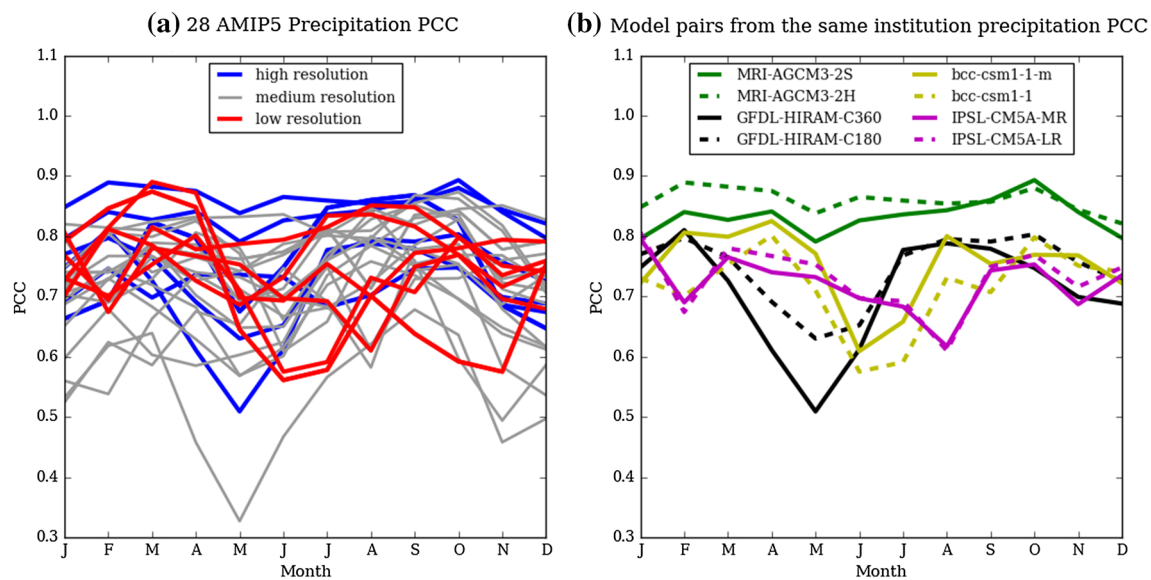 (a) 28 AMIP5 Precipitation PCC
high resolution
medium resolution
low resolution
1.1
1.0
0.9
0.8
0.7
0.6
0.5
0.4
0.3
PCC
J F M A M J J A S O N D
Month
(b) Model pairs from the same institution precipitation PCC
MRI-AGCM3-2S
MRI-AGCM3-2H
GFDL-HIRAM-C360
GFDL-HIRAM-C180
bcc-csm1-1-m
bcc-csm1-1
IPSL-CM5A-MR
IPSL-CM5A-LR
1.1
1.0
0.9
0.8
0.7
0.6
0.5
0.4
0.3
PCC
J F M A M J J A S O N D
Month